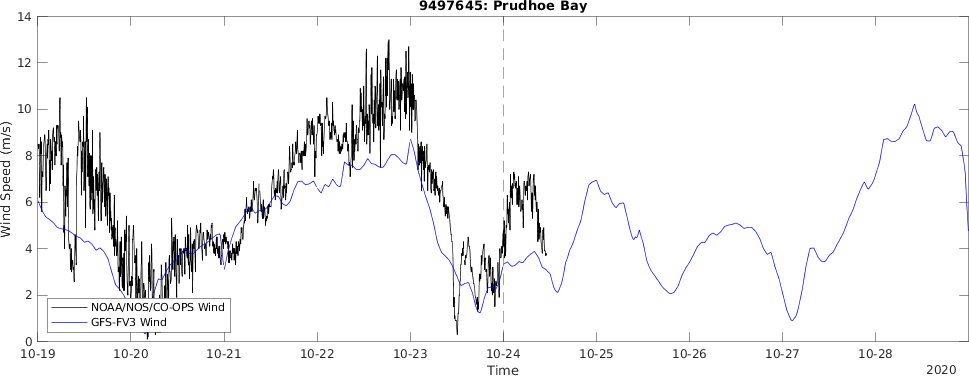 9497645: Prudhoe Bay
Wind Speed (m/s)
14
12
10
8
6
4
2
0
NOAA/NOS/CO-OPS Wind
GFS-FV3 Wind
10-19 10-20 10-21 10-22 10-23 10-24 10-25 10-26 10-27 10-28
Time
2020